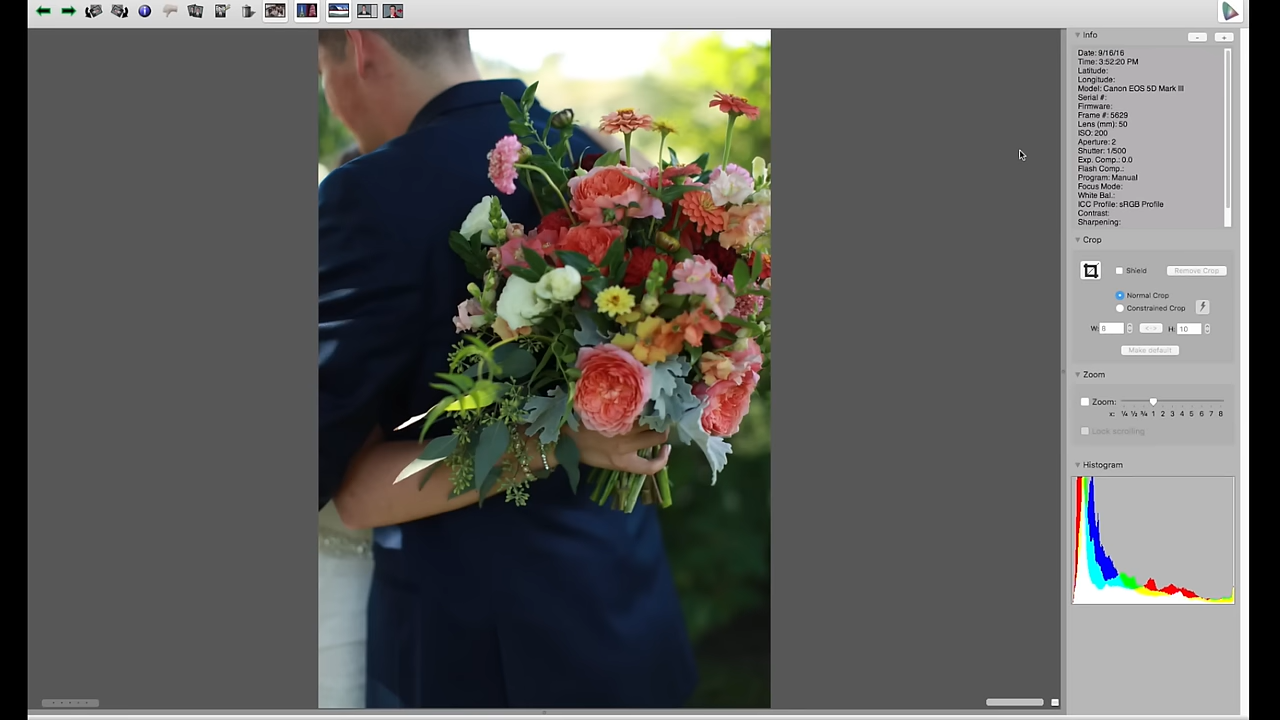 Info
- +
Date: 9/16/16
Time: 3:52:20 PM
Latitude:
Longitude:
Model: Canon EOS 5D Mark III
Serial #:
Firmware:
Frame #: 5629
Lens (mm): 50
ISO: 200
Aperture: 2
Shutter: 1/500
Exp. Comp.: 0.0
Flash Comp.:
Program: Manual
Focus Mode:
White Bal.:
ICC Profile: sRGB Profile
Contrast:
Sharpening:
Crop
Shield Remove Crop
Normal Crop
Constrained Crop
W: 8 H: 10
Make default
Zoom
Zoom:
x: ¼ ½ ¾ 1 2 3 4 5 6 7 8
Lock scrolling
Histogram